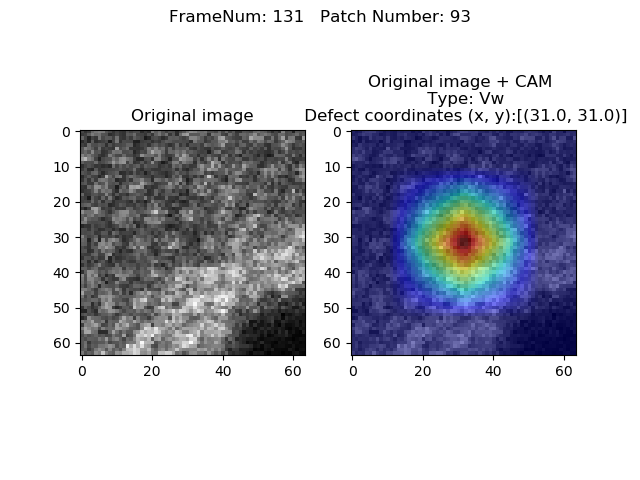 FrameNum: 131   Patch Number: 93
Original image
0
10
20
30
40
50
60
0 20 40 60
Original image + CAM
Type: Vw
Defect coordinates (x, y):[(31.0, 31.0)]
0
10
20
30
40
50
60
0 20 40 60